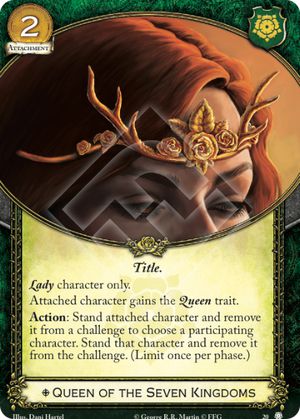 2
ATTACHMENT
Title.
Lady character only.
Attached character gains the Queen trait.
Action: Stand attached character and remove
it from a challenge to choose a participating
character. Stand that character and remove it
from the challenge. (Limit once per phase.)
QUEEN OF THE SEVEN KINGDOMS
Illus. Dani Hartel
© George R.R. Martin © FFG
20